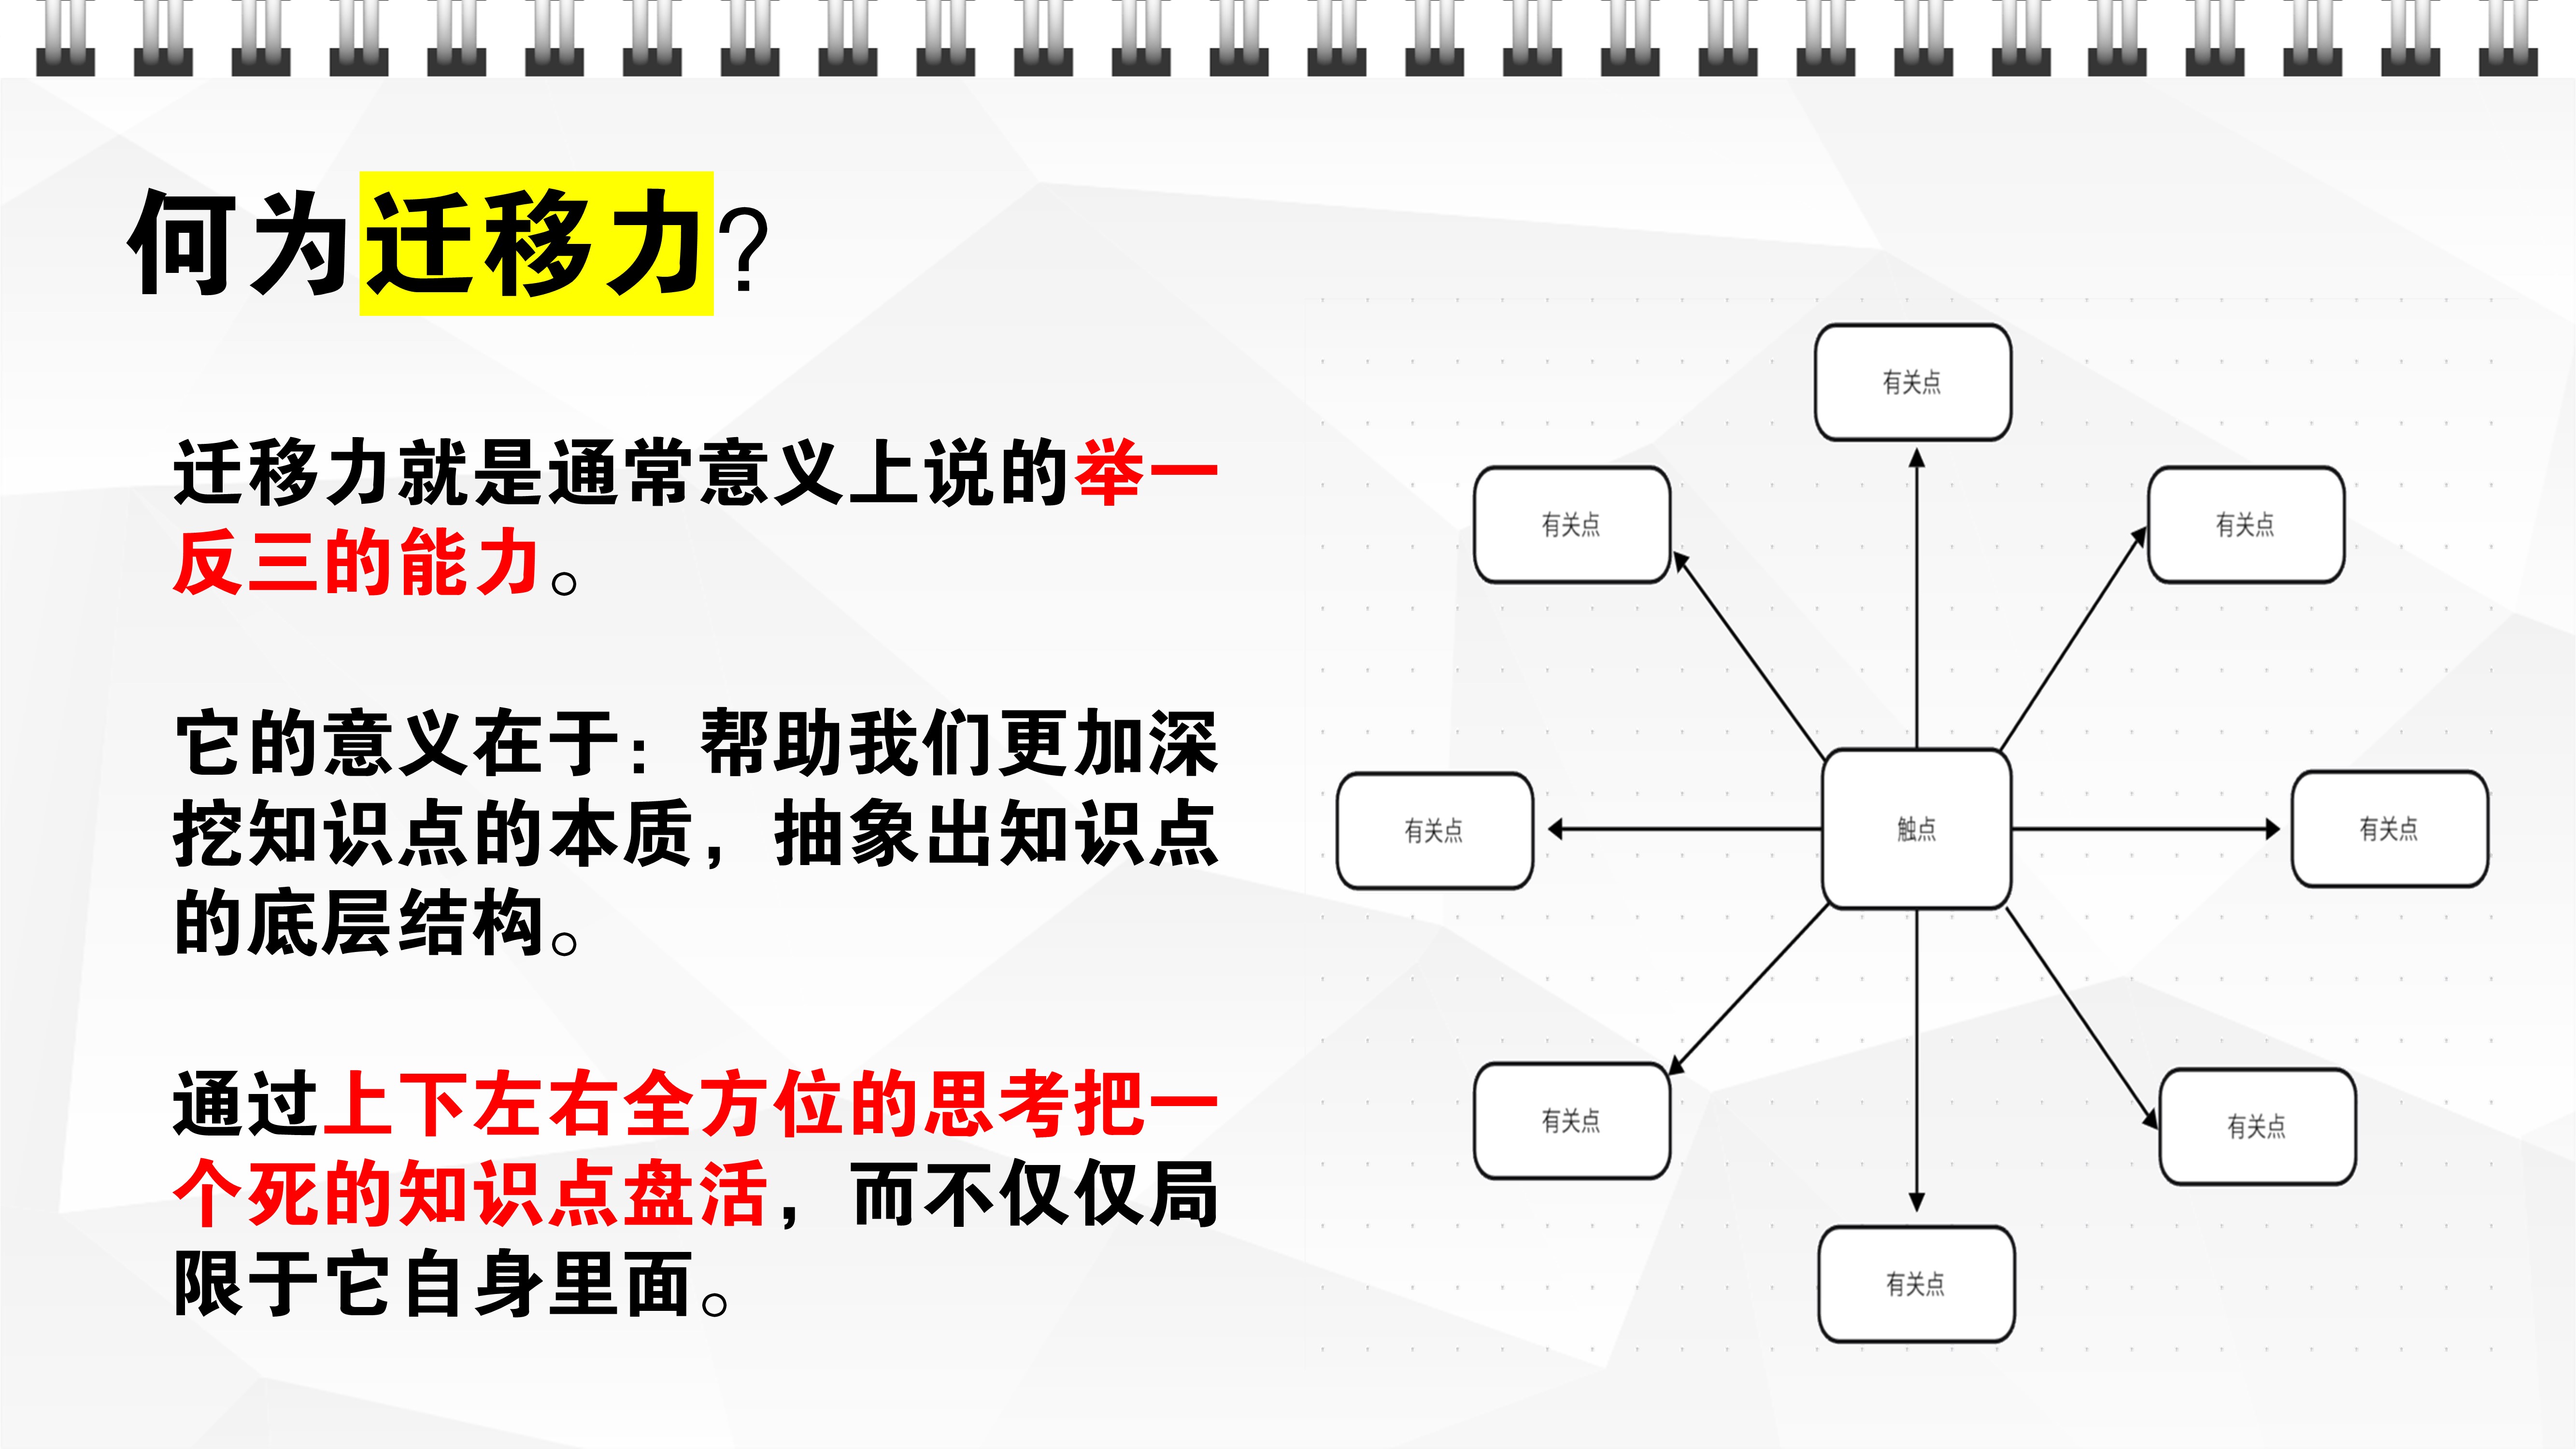 何为迁移力？
迁移力就是通常意义上说的举一
反三的能力。
它的意义在于：帮助我们更加深
挖知识点的本质，抽象出知识点
的底层结构。
通过上下左右全方位的思考把一
个死的知识点盘活，而不仅仅局
限于它自身里面。
有关点
有关点
有关点
有关点
触点
有关点
有关点
有关点
有关点